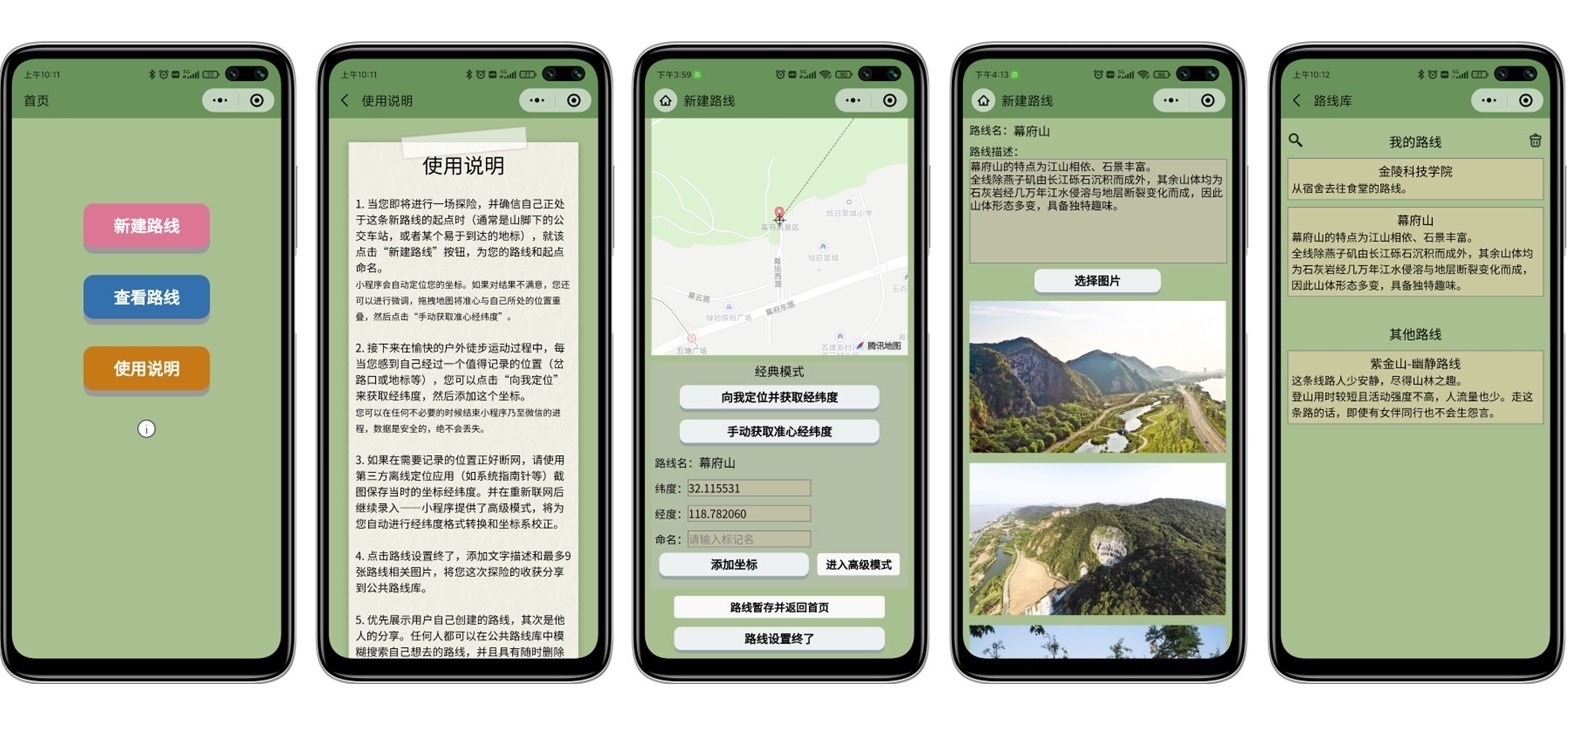 上午10:11
首页
新建路线
查看路线
使用说明
上午10:11
使用说明
使用说明
1. 当您即将进行一场探险，并确信自己正处
于这条新路线的起点时（通常是山脚下的公
交车站，或者某个易于到达的地标），就该
点击“新建路线”按钮，为您的路线和起点
命名。
小程序会自动定位您的坐标。如果对结果不满意，您还
可以进行微调，拖拽地图将准心与自己所处的位置重
叠，然后点击“手动获取准心经纬度”。
2. 接下来在愉快的户外徒步运动过程中，每
当您感到自己经过一个值得记录的位置（岔
路口或地标等），您可以点击“向我定位”
来获取经纬度，然后添加这个坐标。
您可以在任何不必要的时候结束小程序乃至微信的进
程，数据是安全的，绝不会丢失。
3. 如果在需要记录的位置正好断网，请使用
第三方离线定位应用（如系统指南针等）截
图保存当时的坐标经纬度。并在重新联网后
继续录入——小程序提供了高级模式，将为
您自动进行经纬度格式转换和坐标系校正。
4. 点击路线设置终了，添加文字描述和最多9
张路线相关图片，将您这次探险的收获分享
到公共路线库。
5. 优先展示用户自己创建的路线，其次是他
人的分享。任何人都可以在公共路线库中模
糊搜索自己想去的路线，并且具有随时删除
下午3:59
新建路线
旭日景城小学
旭日景城
幕旭西路
幕云路
幕府东路
绿纷缤纷广场
五塘广场
腾讯地图
经典模式
向我定位并获取经纬度
手动获取准心经纬度
路线名：幕府山
纬度：32.115531
经度：118.782060
命名：请输入标记名
添加坐标
进入高级模式
路线暂存并返回首页
路线设置终了
下午4:13
新建路线
路线名：幕府山
路线描述：
幕府山的特点为江山相依、石景丰富。
全线除燕子矶由长江砾石沉积而成外，其余山体均为
石灰岩经几万年江水侵溶与地层断裂变化而成，因此
山体形态多变，具备独特趣味。
选择图片
上午10:12
路线库
我的路线
金陵科技学院
从宿舍去往食堂的路线。
幕府山
幕府山的特点为江山相依、石景丰富。
全线除燕子矶由长江砾石沉积而成外，其余山体均
为石灰岩经几万年江水侵溶与地层断裂变化而成，
因此山体形态多变，具备独特趣味。
其他路线
紫金山-幽静路线
这条线路人少安静，尽得山林之趣。
登山用时较短且活动强度不高，人流量也少。走这
条路的话，即使有女伴同行也不会生怨言。